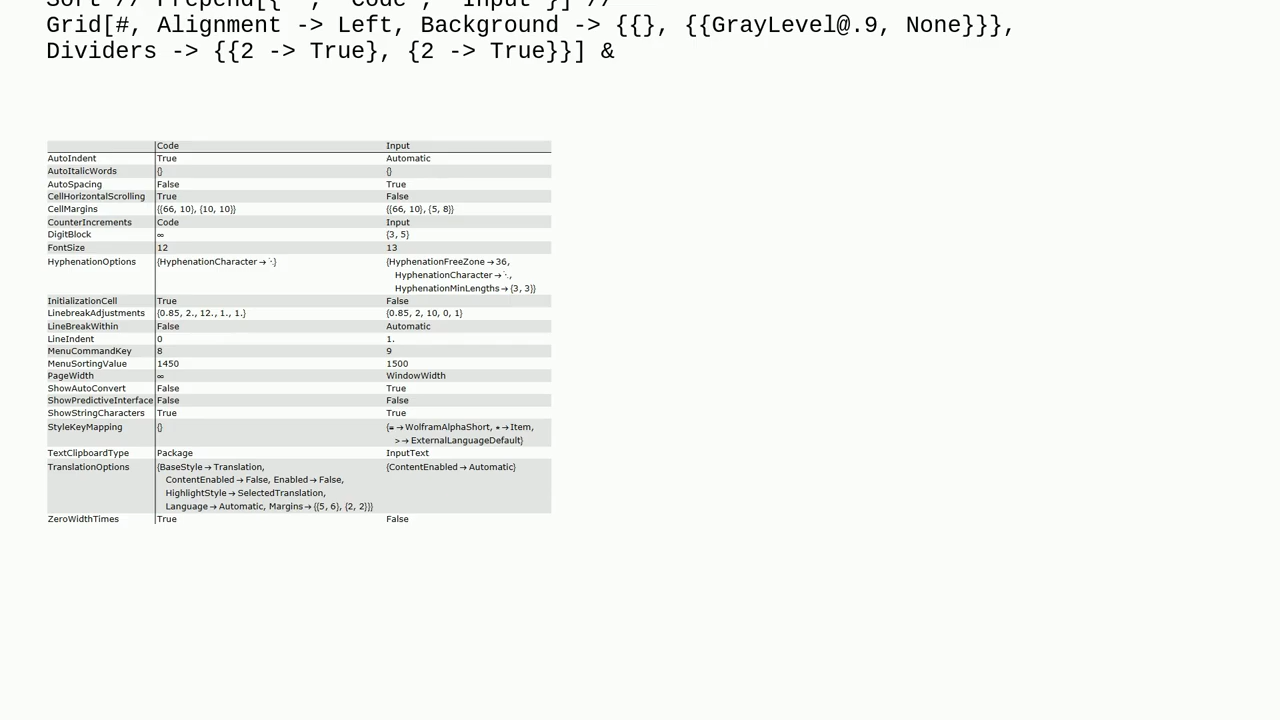 Sort // Prepend[{" ", "Code", "Input"}] //
Grid[#, Alignment -> Left, Background -> {{}, {{GrayLevel@.9, None}}},
Dividers -> {{2 -> True}, {2 -> True}}] &
Code Input
AutoIndent True Automatic
AutoItalicWords {} {}
AutoSpacing False True
CellHorizontalScrolling True False
CellMargins {{66, 10}, {10, 10}} {{66, 10}, {5, 8}}
CounterIncrements Code Input
DigitBlock ∞ {3, 5}
FontSize 12 13
HyphenationOptions {HyphenationCharacter→⋱} {HyphenationFreeZone→36,
HyphenationCharacter→⋱,
HyphenationMinLengths→{3, 3}}
InitializationCell True False
LinebreakAdjustments {0.85, 2., 12., 1., 1.} {0.85, 2, 10, 0, 1}
LineBreakWithin False Automatic
LineIndent 0 1.
MenuCommandKey 8 9
MenuSortingValue 1450 1500
PageWidth ∞ WindowWidth
ShowAutoConvert False True
ShowPredictiveInterface False False
ShowStringCharacters True True
StyleKeyMapping {} {=→WolframAlphaShort, *→Item,
>→ExternalLanguageDefault}
TextClipboardType Package InputText
TranslationOptions {BaseStyle→Translation, {ContentEnabled→Automatic}
ContentEnabled→False, Enabled→False,
HighlightStyle→SelectedTranslation,
Language→Automatic, Margins→{{5, 6}, {2, 2}}}
ZeroWidthTimes True False